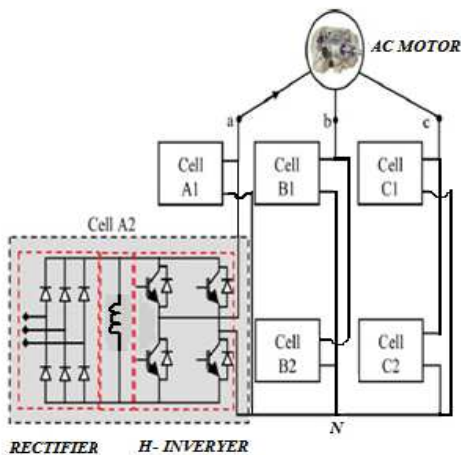 AC MOTOR
a
b
c
Cell
A1
Cell
B1
Cell
C1
Cell A2
Cell
B2
Cell
C2
N
RECTIFIER
H- INVERYER